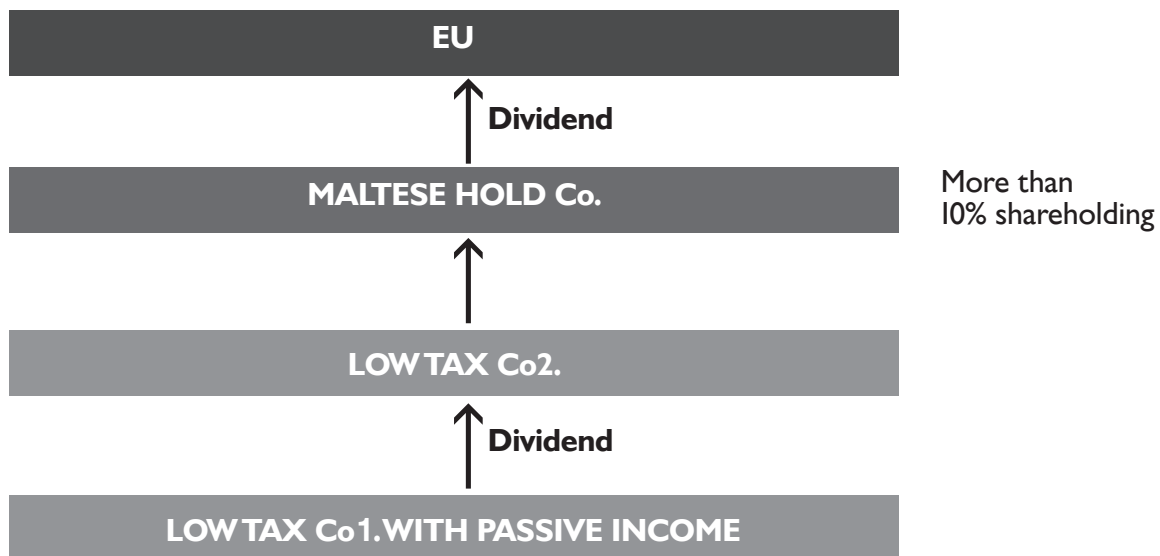 EU
Dividend
MALTESE HOLD Co.
More than
10% shareholding
LOW TAX Co2.
Dividend
LOW TAX Co1. WITH PASSIVE INCOME